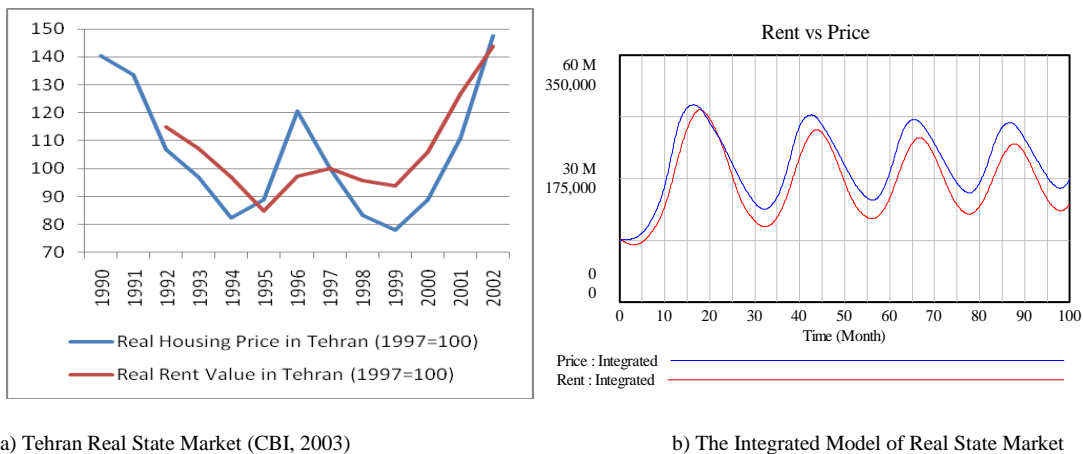 150
140
130
120
110
100
90
80
70
1990
1991
1992
1993
1994
1995
1996
1997
1998
1999
2000
2001
2002
Real Housing Price in Tehran (1997=100)
Real Rent Value in Tehran (1997=100)
Rent vs Price
60 M
350,000
30 M
175,000
0
0
0 10 20 30 40 50 60 70 80 90 100
Time (Month)
Price : Integrated
Rent : Integrated
a) Tehran Real State Market (CBI, 2003)
b) The Integrated Model of Real State Market